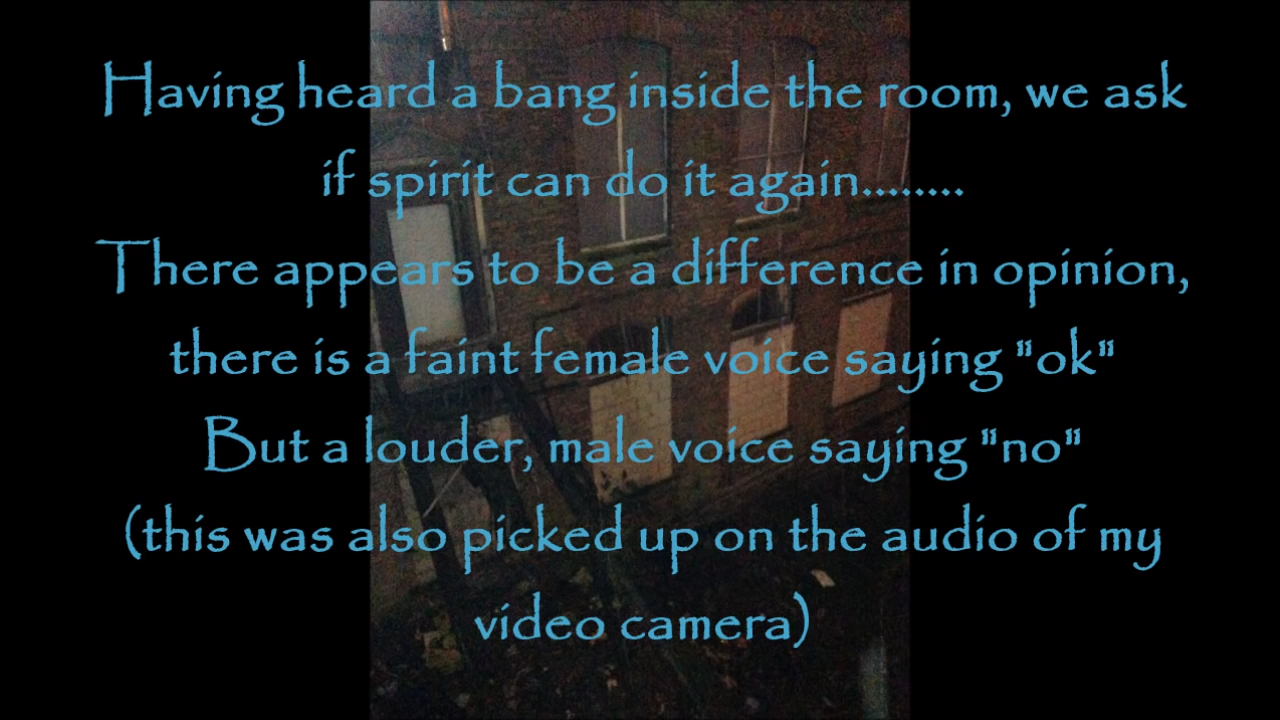 Having heard a bang inside the room, we ask
if spirit can do it again........
There appears to be a difference in opinion,
there is a faint female voice saying "ok"
But a louder, male voice saying "no"
(this was also picked up on the audio of my
video camera)